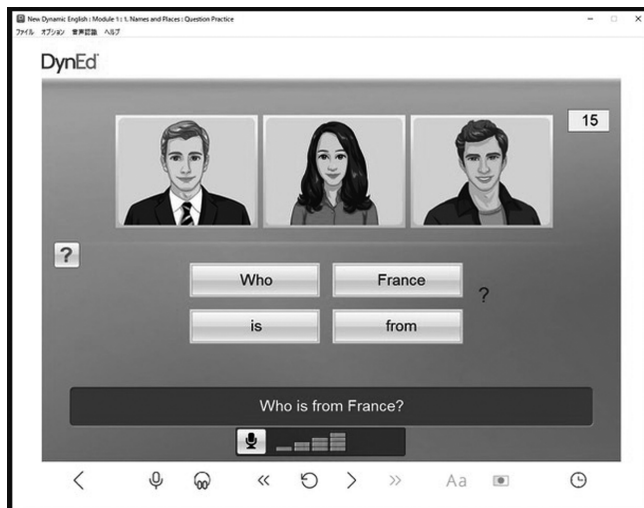 New Dynamic English : Module 1 : 1. Names and Places : Question Practice
ファイル オプション 音声認識 ヘルプ
DynEd
15
?
Who France
?
is from
Who is from France?
Aa